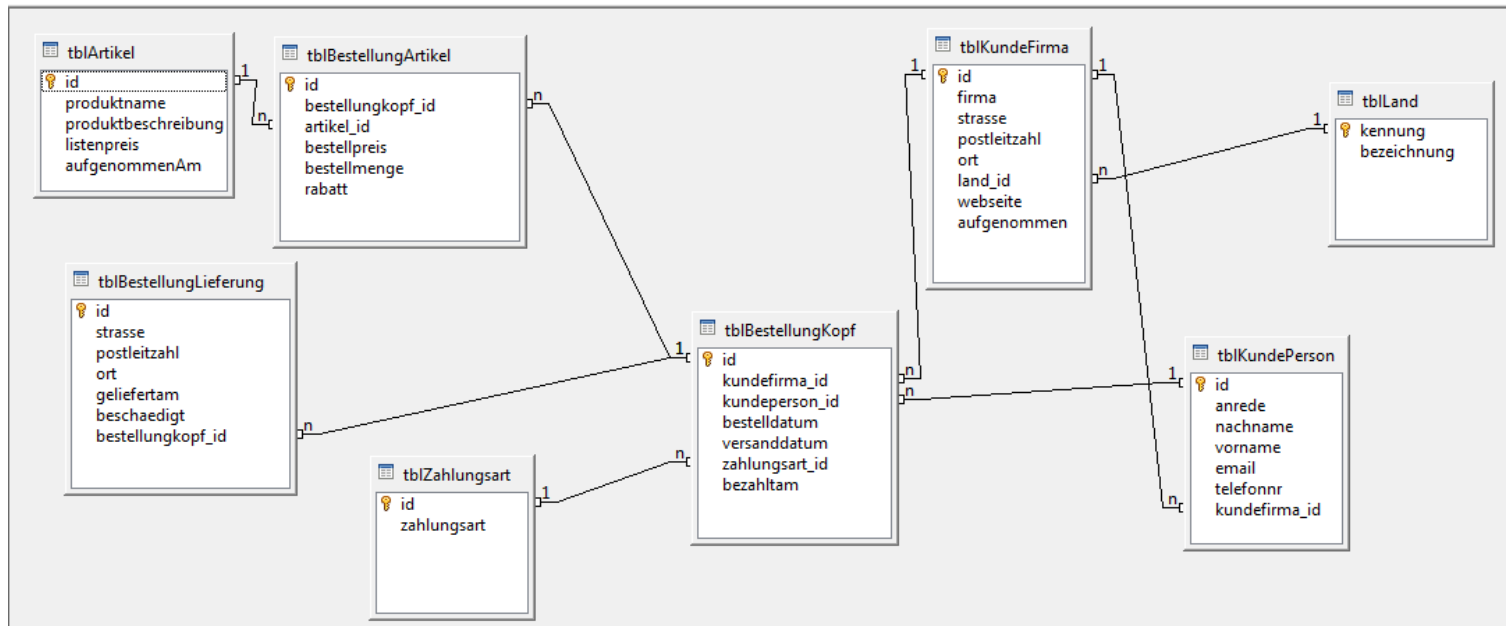 tblArtikel
id
produktname
produktbeschreibung
listenpreis
aufgenommenAm
1
n
tblBestellungArtikel
id
bestellungkopf_id
artikel_id
bestellpreis
bestellmenge
rabatt
n
tblKundeFirma
id
firma
strasse
postleitzahl
ort
land_id
webseite
aufgenommen
1
1
n
tblLand
kennung
bezeichnung
1
tblBestellungLieferung
id
strasse
postleitzahl
ort
geliefertam
beschaedigt
bestellungkopf_id
n
tblBestellungKopf
id
kundefirma_id
kundeperson_id
bestelldatum
versanddatum
zahlungsart_id
bezahltam
1
n
n
n
tblKundePerson
id
anrede
nachname
vorname
email
telefonnr
kundefirma_id
1
n
tblZahlungsart
id
zahlungsart
1